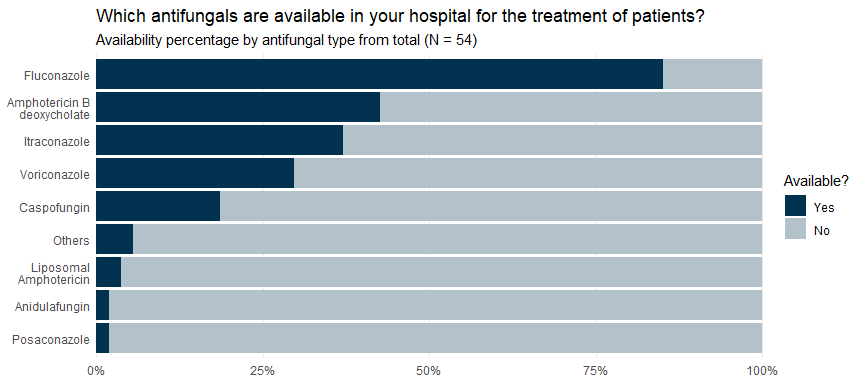 Which antifungals are available in your hospital for the treatment of patients?
Availability percentage by antifungal type from total (N = 54)
Fluconazole
Amphotericin B
deoxycholate
Itraconazole
Voriconazole
Caspofungin
Others
Liposomal
Amphotericin
Anidulafungin
Posaconazole
0%
25%
50%
75%
100%
Available?
Yes
No